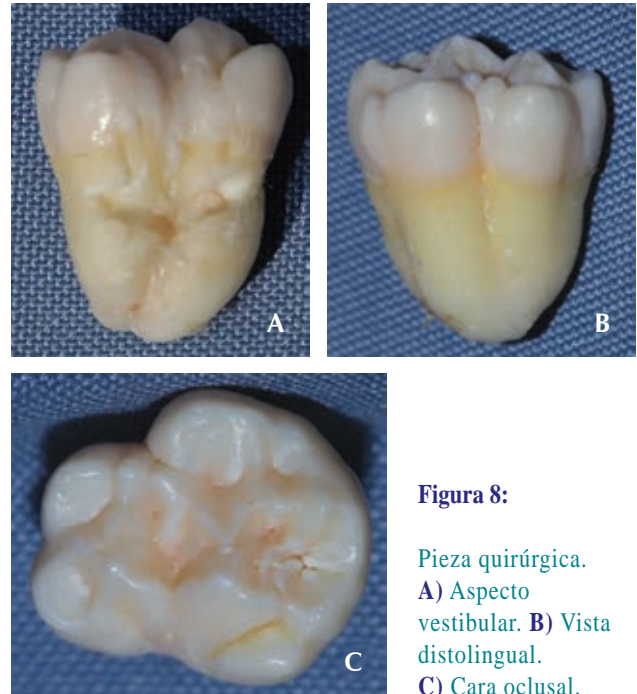 A
B
C
Figura 8:
Pieza quirúrgica.
A) Aspecto
vestibular. B) Vista
distolingual.
C) Cara oclusal.